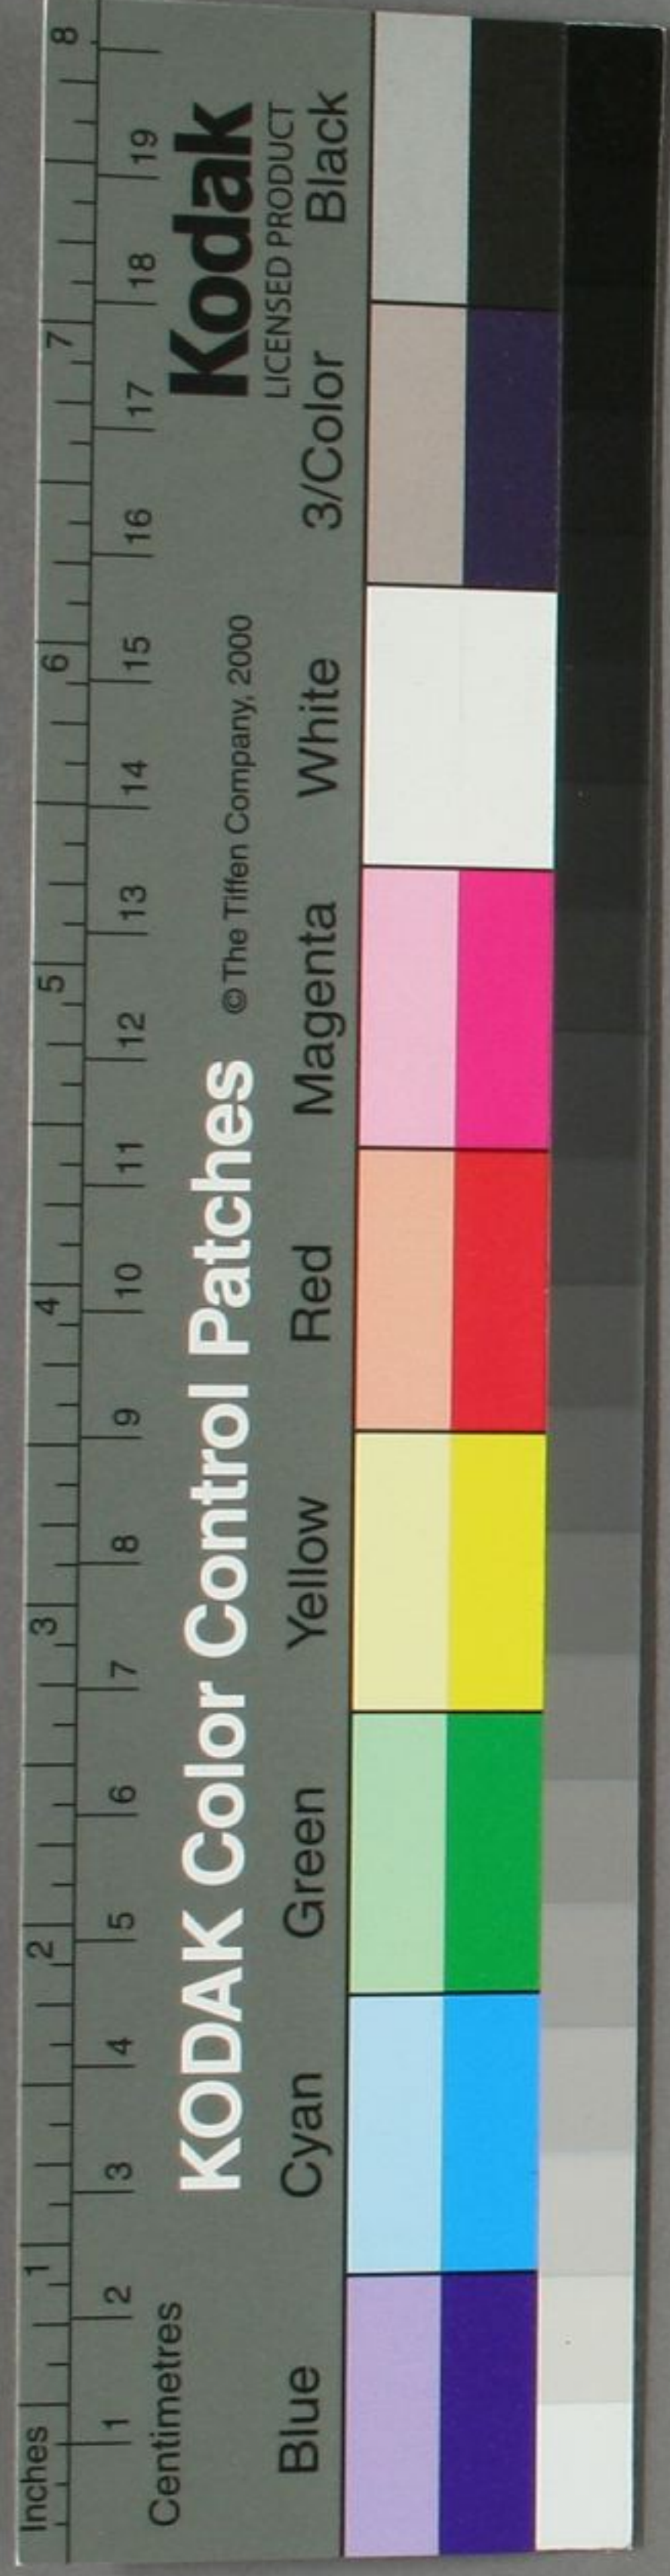 Inches 1 2 3 4 5 6 7 8
1 2 3 4 5 6 7 8 9 10 11 12 13 14 15 16 17 18 19
Centimetres
KODAK Color Control Patches © The Tiffen Company, 2000 Kodak
LICENSED PRODUCT
Blue Cyan Green Yellow Red Magenta White 3/Color Black